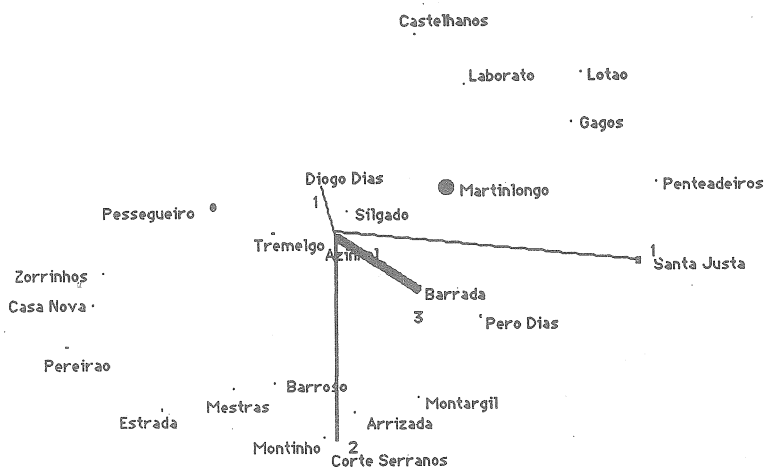 Castelhanos
Laborato
Lotao
Gagos
Diogo Dias
Martinlongo
Penteadeiros
1
Pessegueiro
Silgado
Tremelgo
1
Santa Justa
Zorrinhos
Barrada
Casa Nova
3
Pero Dias
Pereirao
Barroso
Mestras
Montargil
Estrada
Arrizada
Montinho
2
Corte Serranos